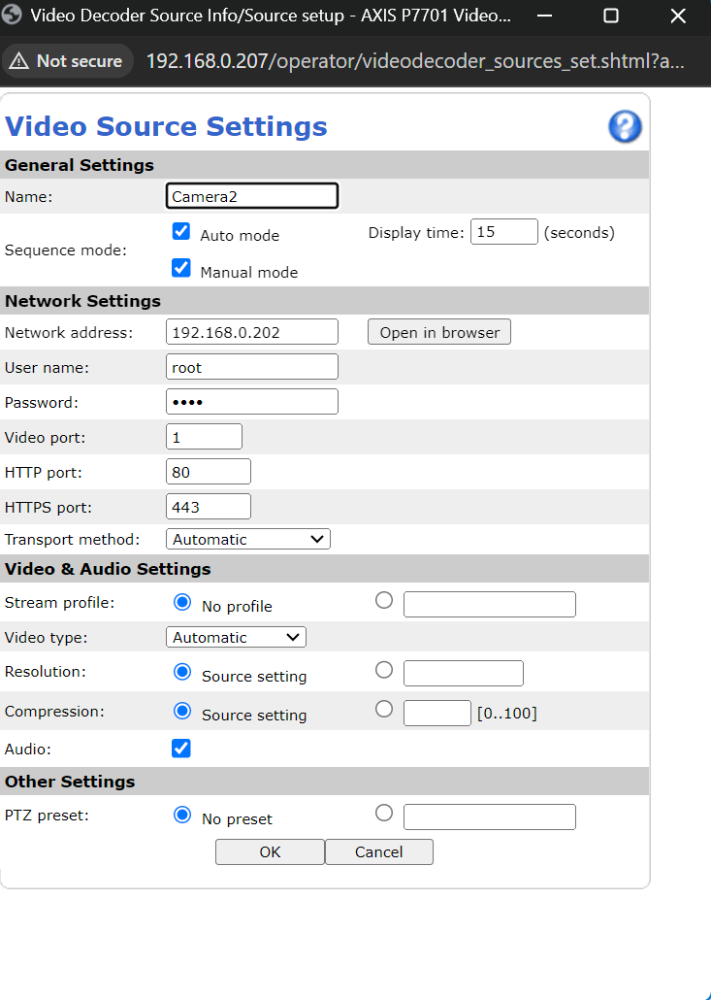 Video Decoder Source Info/Source setup - AXIS P7701 Video...
Not secure 192.168.0.207/operator/videodecoder_sources_set.shtml?a...
Video Source Settings
General Settings
Name: Camera2
Sequence mode: Auto mode Display time: 15 (seconds)
Manual mode
Network Settings
Network address: 192.168.0.202 Open in browser
User name: root
Password: ••••
Video port: 1
HTTP port: 80
HTTPS port: 443
Transport method: Automatic
Video & Audio Settings
Stream profile: No profile
Video type: Automatic
Resolution: Source setting
Compression: Source setting [0..100]
Audio:
Other Settings
PTZ preset: No preset
OK Cancel